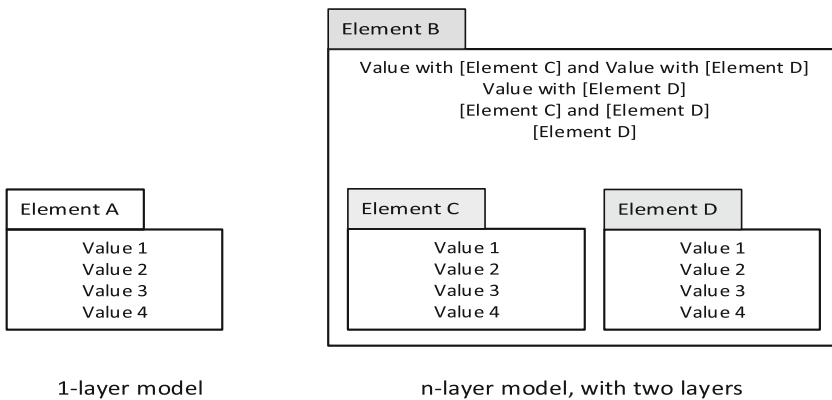 Element B
Value with [Element C] and Value with [Element D]
Value with [Element D]
[Element C] and [Element D]
[Element D]
Element A
Value 1
Value 2
Value 3
Value 4
Element C
Value 1
Value 2
Value 3
Value 4
Element D
Value 1
Value 2
Value 3
Value 4
1-layer model
n-layer model, with two layers